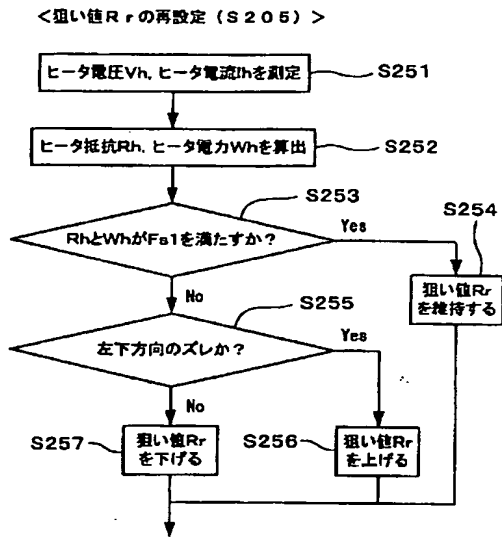 ＜狙い値Ｒｒの再設定（Ｓ２０５）＞
ヒータ電圧Vh, ヒータ電流Ihを測定
S251
ヒータ抵抗Rh, ヒータ電力Whを算出
S252
S253
RhとWhがFs1を満たすか？
Yes
S254
狙い値Rr
を維持する
No
S255
左下方向のズレか？
Yes
No
S257
狙い値Rr
を下げる
S256
狙い値Rr
を上げる